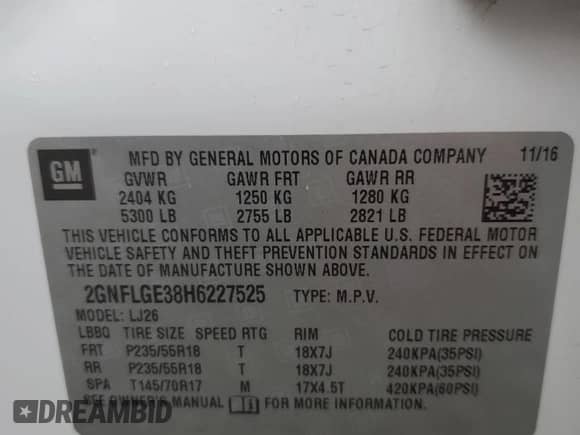 GM
MFD BY GENERAL MOTORS OF CANADA COMPANY 11/16
GVWR GAWR FRT GAWR RR
2404 KG 1250 KG 1280 KG
5300 LB 2755 LB 2821 LB
THIS VEHICLE CONFORMS TO ALL APPLICABLE U.S. FEDERAL MOTOR
VEHICLE SAFETY AND THEFT PREVENTION STANDARDS IN EFFECT ON
THE DATE OF MANUFACTURE SHOWN ABOVE.
2GNFLGE38H6227525 TYPE: M.P.V.
MODEL: LJ26
LBBQ TIRE SIZE SPEED RTG RIM COLD TIRE PRESSURE
FRT P235/55R18 T 18X7J 240KPA(35PSI)
RR P235/55R18 T 18X7J 240KPA(35PSI)
SPA T145/70R17 M 17X4.5T 420KPA(60PSI)
SEE OWNER'S MANUAL FOR MORE INFORMATION.
DREAMBID